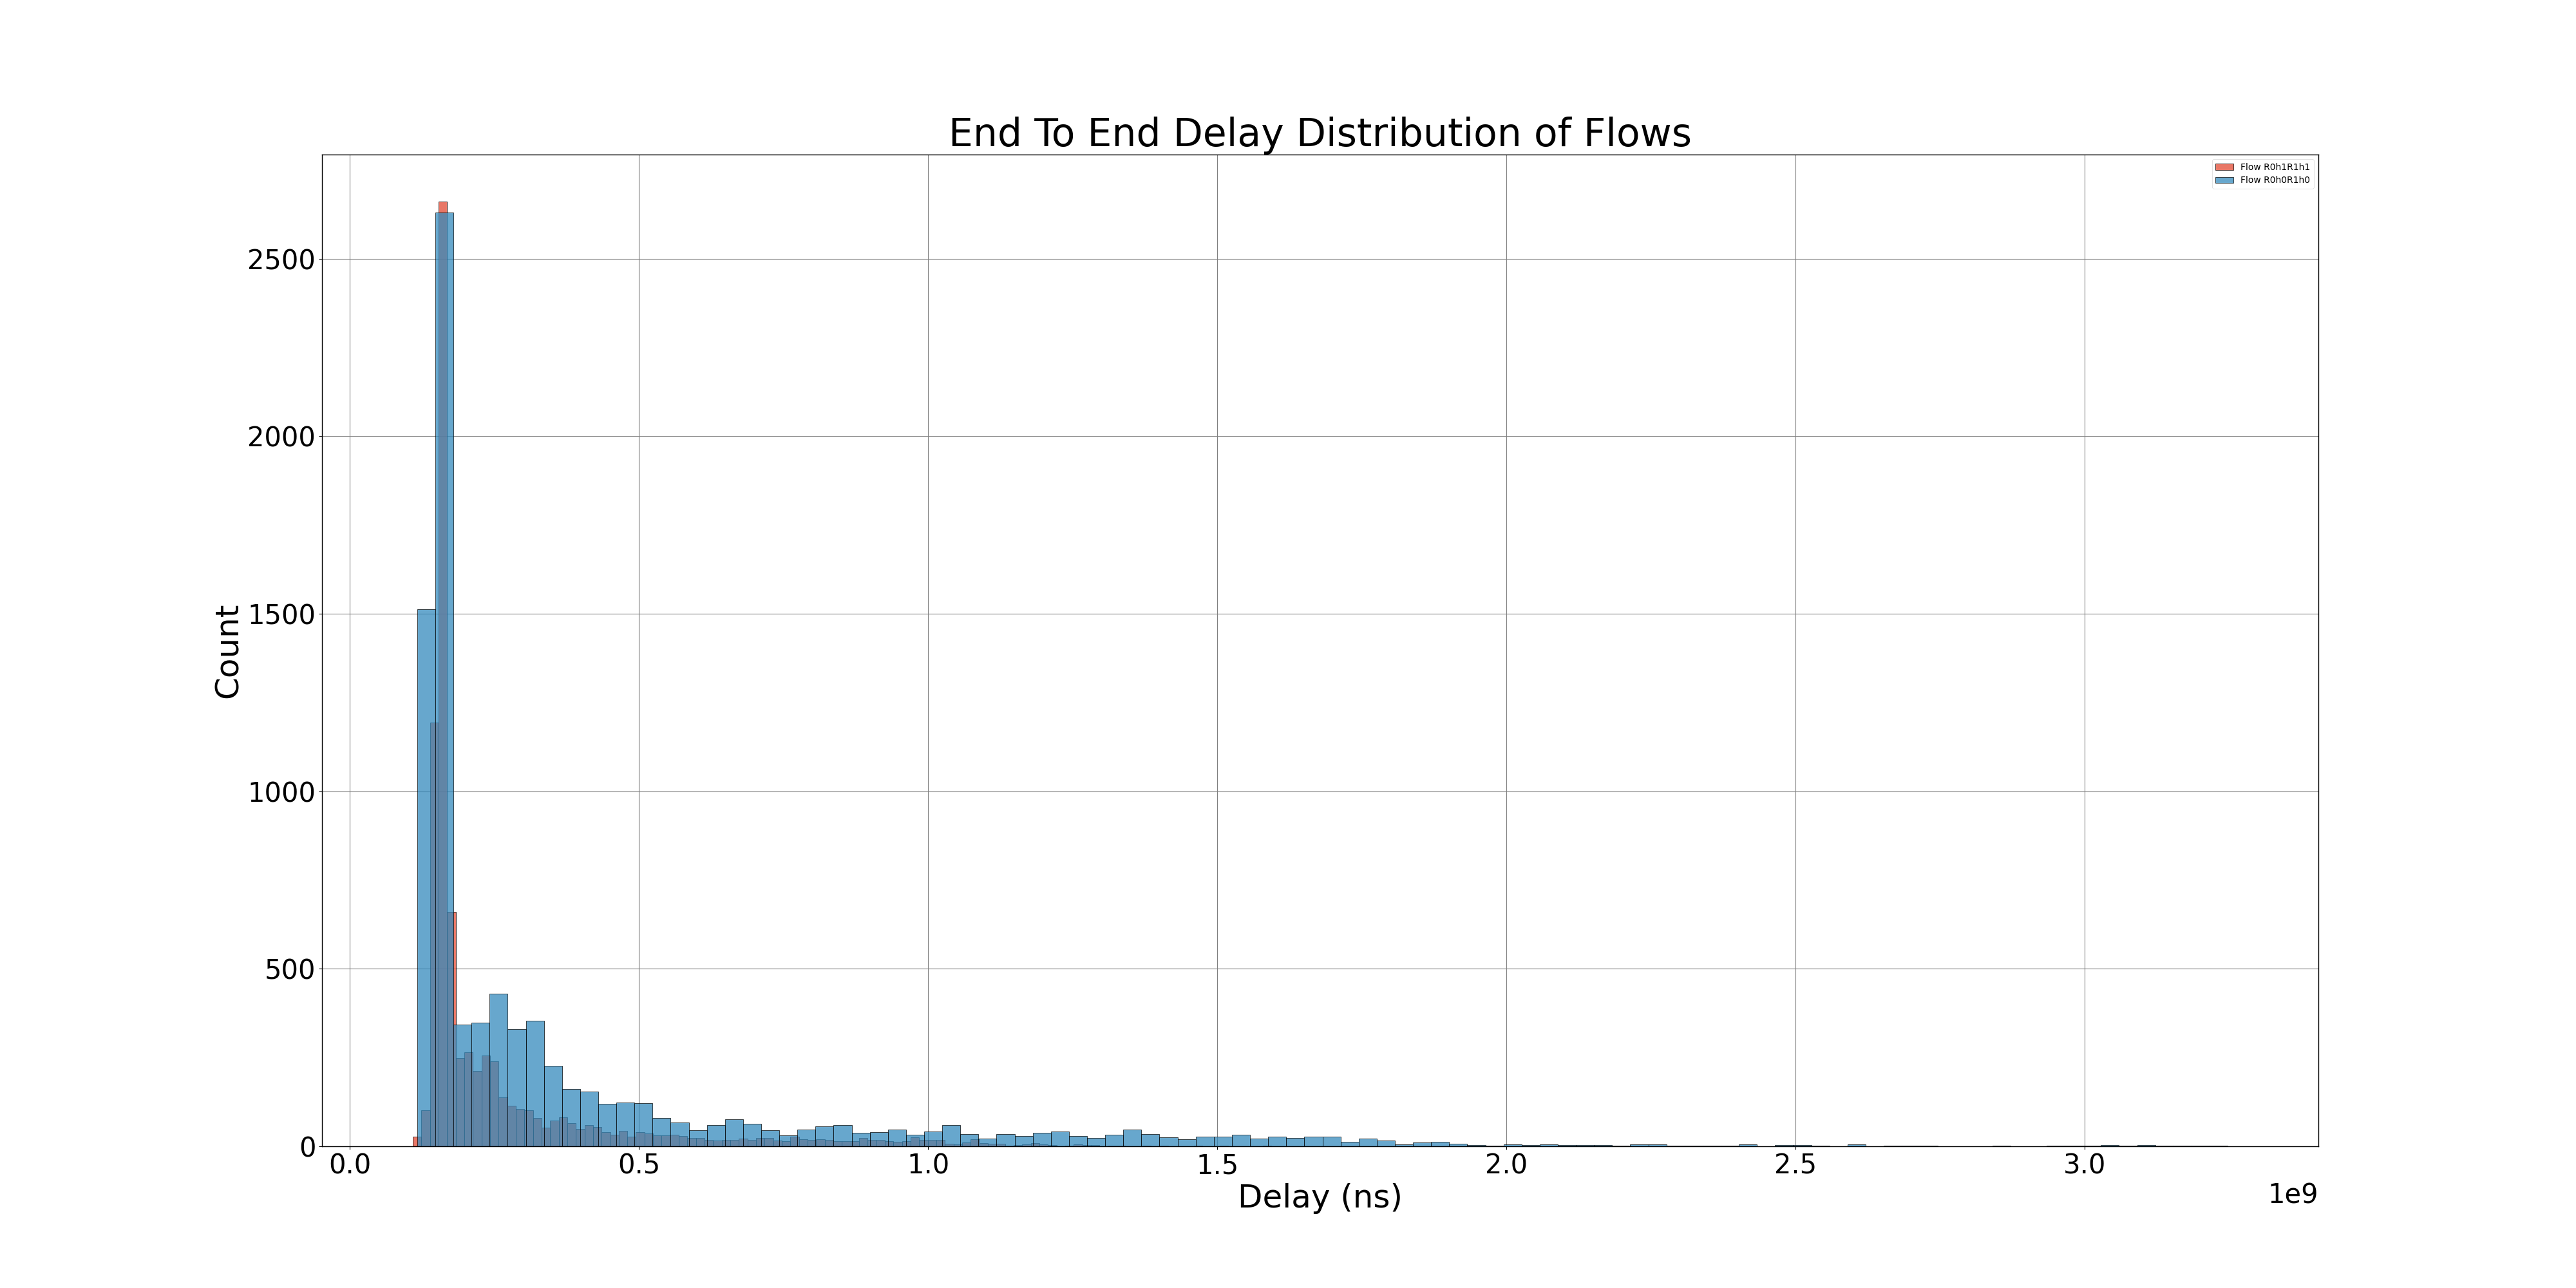 End To End Delay Distribution of Flows
Flow R0h1R1h1
Flow R0h0R1h0
2500
2000
1500
1000
500
0
Count
0.0 0.5 1.0 1.5 2.0 2.5 3.0
Delay (ns)
1e9